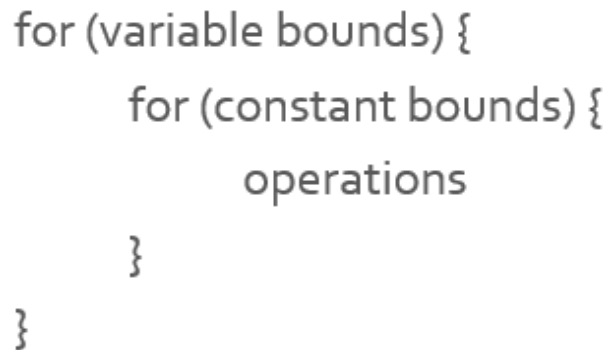 for (variable bounds) {
for (constant bounds) {
operations
}
}